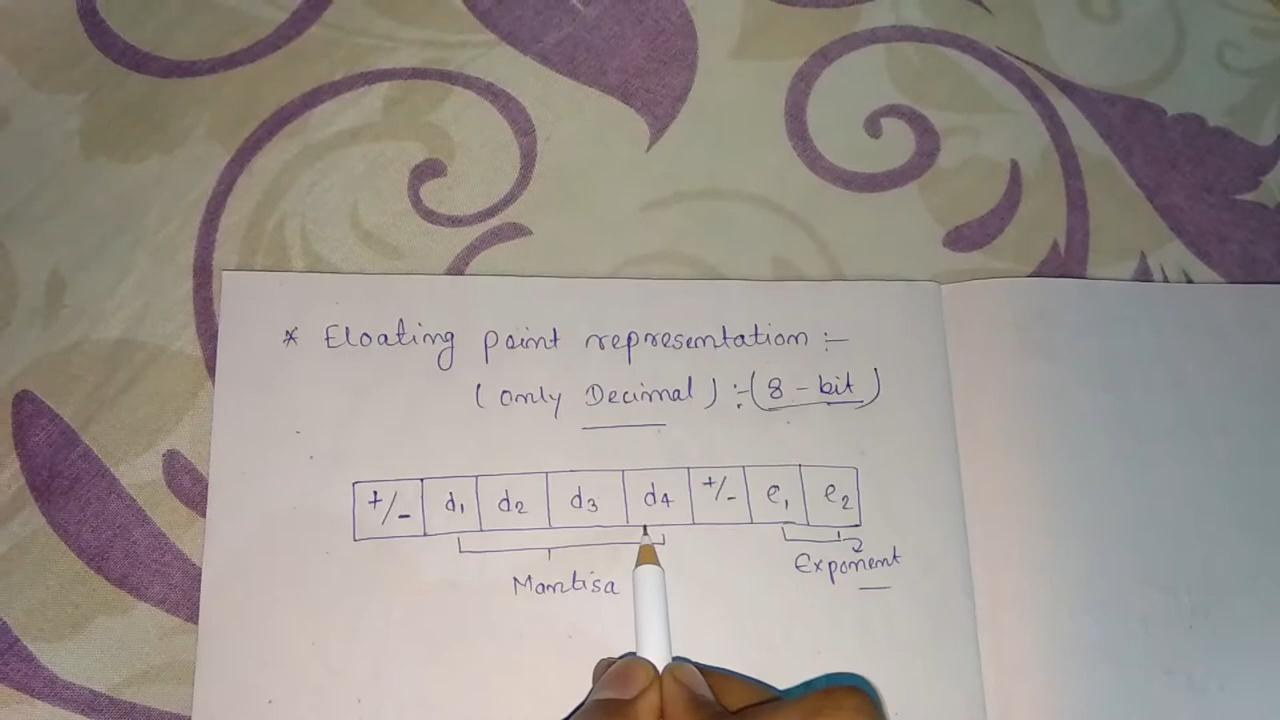 * Floating point representation :-
(only Decimal) :- (8 - bit)
+/- d₁ d₂ d₃ d₄ +/- e₁ e₂
Mantisa
Exponent